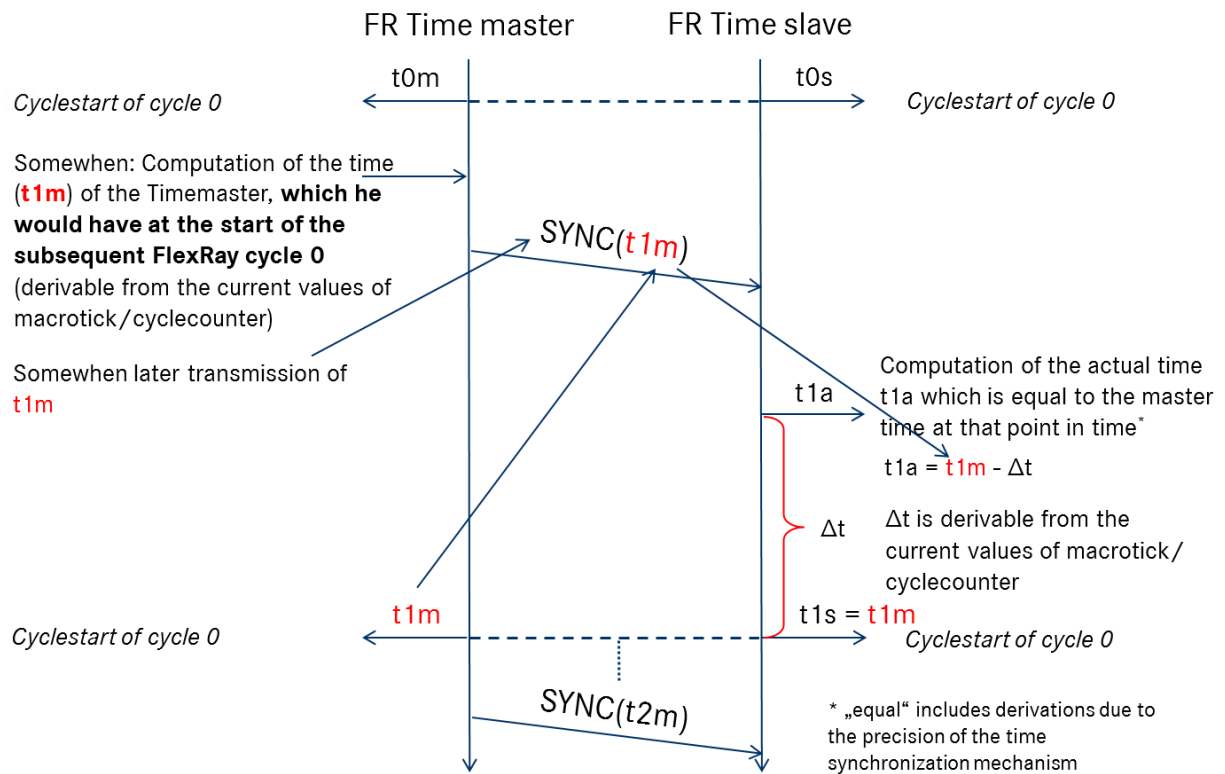 FR Time master
FR Time slave
t0m
t0s
Cyclestart of cycle 0
Cyclestart of cycle 0
Somewhen: Computation of the time
(t1m) of the Timemaster, which he
would have at the start of the
subsequent FlexRay cycle 0
(derivable from the current values of
macrotick/cyclecounter)
SYNC(t1m)
Somewhen later transmission of
t1m
t1a
Computation of the actual time
t1a which is equal to the master
time at that point in time*
t1a = t1m - Δt
Δt
Δt is derivable from the
current values of macrotick/
cyclecounter
t1m
t1s = t1m
Cyclestart of cycle 0
Cyclestart of cycle 0
SYNC(t2m)
* „equal“ includes derivations due to
the precision of the time
synchronization mechanism